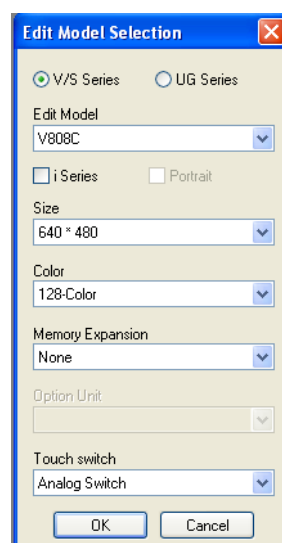 Edit Model Selection
V/S Series UG Series
Edit Model
V808C
i Series Portrait
Size
640 * 480
Color
128-Color
Memory Expansion
None
Option Unit
Touch switch
Analog Switch
OK Cancel